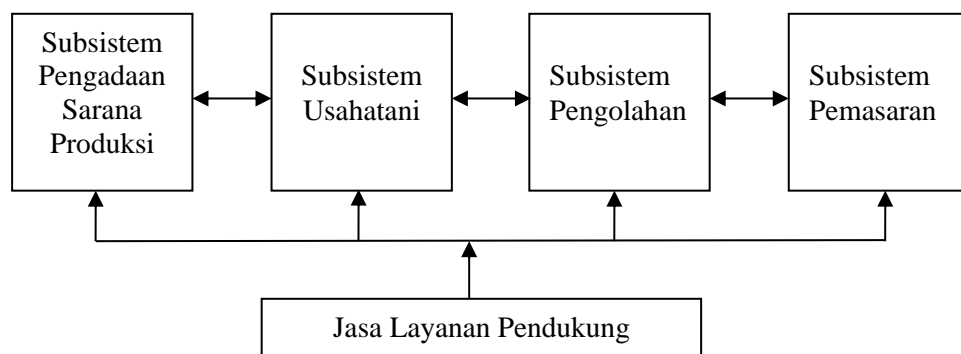 Subsistem
Pengadaan
Sarana
Produksi
Subsistem
Usahatani
Subsistem
Pengolahan
Subsistem
Pemasaran
Jasa Layanan Pendukung